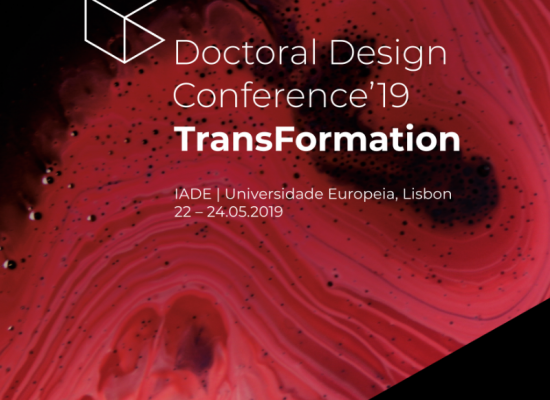 Doctoral Design
Conference’19
TransFormation
IADE | Universidade Europeia, Lisbon
22 – 24.05.2019